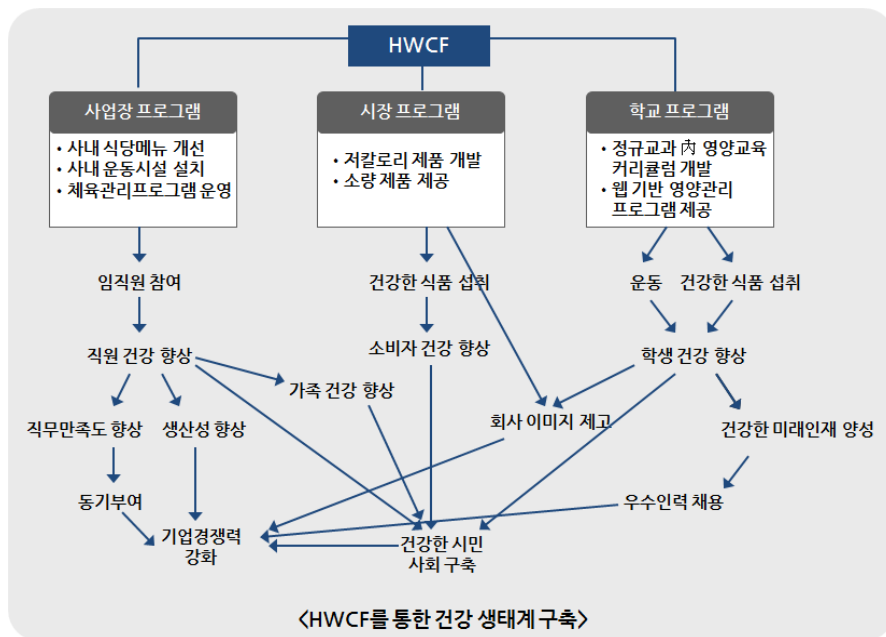 HWCF
사업장 프로그램
• 사내 식당메뉴 개선
• 사내 운동시설 설치
• 체육관리프로그램 운영
시장 프로그램
• 저칼로리 제품 개발
• 소량 제품 제공
학교 프로그램
• 정규교과 內 영양교육
커리큘럼 개발
• 웹 기반 영양관리
프로그램 제공
임직원 참여
건강한 식품 섭취
운동
건강한 식품 섭취
직원 건강 향상
소비자 건강 향상
학생 건강 향상
가족 건강 향상
직무만족도 향상
생산성 향상
회사 이미지 제고
건강한 미래인재 양성
동기부여
우수인력 채용
기업경쟁력
강화
건강한 시민
사회 구축
<HWCF를 통한 건강 생태계 구축>